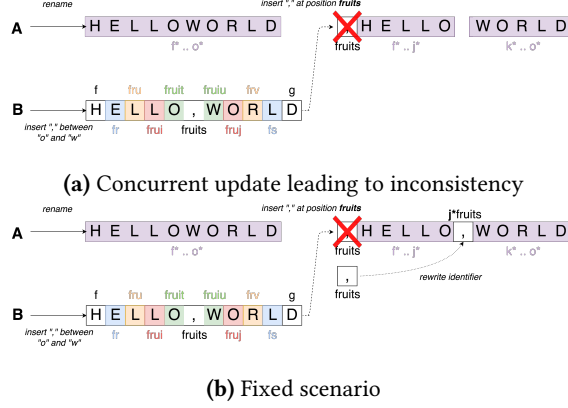 rename
insert "," at position fruits
A
H E L L O W O R L D
, H E L L O
W O R L D
f* .. o*
fruits
f* .. j*
k* .. o*
f fru fruit fruiu frv g
B
H E L L O , W O R L D
insert "," between
"o" and "w"
fr frui fruits fruj fs
(a) Concurrent update leading to inconsistency
rename
insert "," at position fruits
j*fruits
A
H E L L O W O R L D
, H E L L O , W O R L D
f* .. o*
fruits
f* .. j*
k* .. o*
,
rewrite identifier
fruits
f fru fruit fruiu frv g
B
H E L L O , W O R L D
insert "," between
"o" and "w"
fr frui fruits fruj fs
(b) Fixed scenario